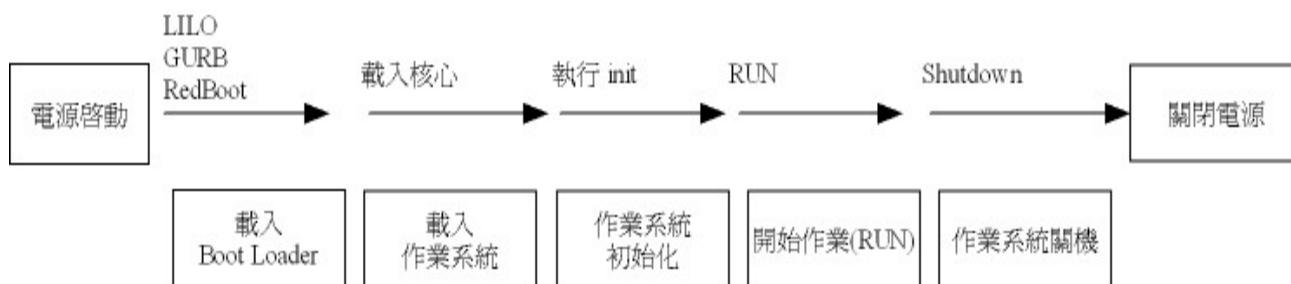 LILO
GURB
RedBoot
電源啓動
載入核心
執行 init
RUN
Shutdown
關閉電源
載入
Boot Loader
載入
作業系統
作業系統
初始化
開始作業(RUN)
作業系統關機